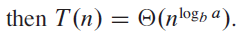 then T(n) = Θ(n^{log_b a}).